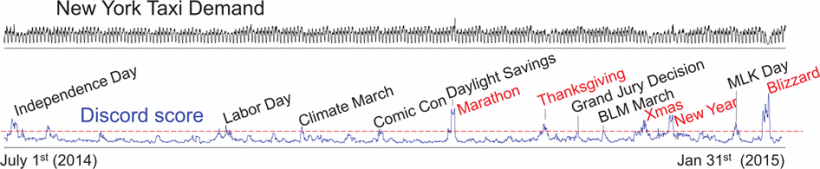 New York Taxi Demand
Independence Day
Discord score
Labor Day
Climate March
Comic Con
Daylight Savings
Marathon
Thanksgiving
Grand Jury Decision
BLM March
Xmas
New Year
MLK Day
Blizzard
July 1st (2014)
Jan 31st (2015)